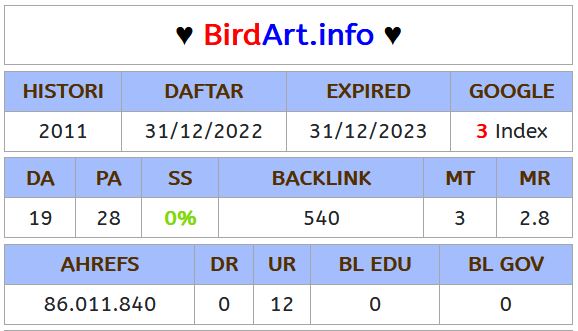 ♥ BirdArt.info ♥
HISTORI DAFTAR EXPIRED GOOGLE
2011 31/12/2022 31/12/2023 3 Index
DA PA SS BACKLINK MT MR
19 28 0% 540 3 2.8
AHREFS DR UR BL EDU BL GOV
86.011.840 0 12 0 0